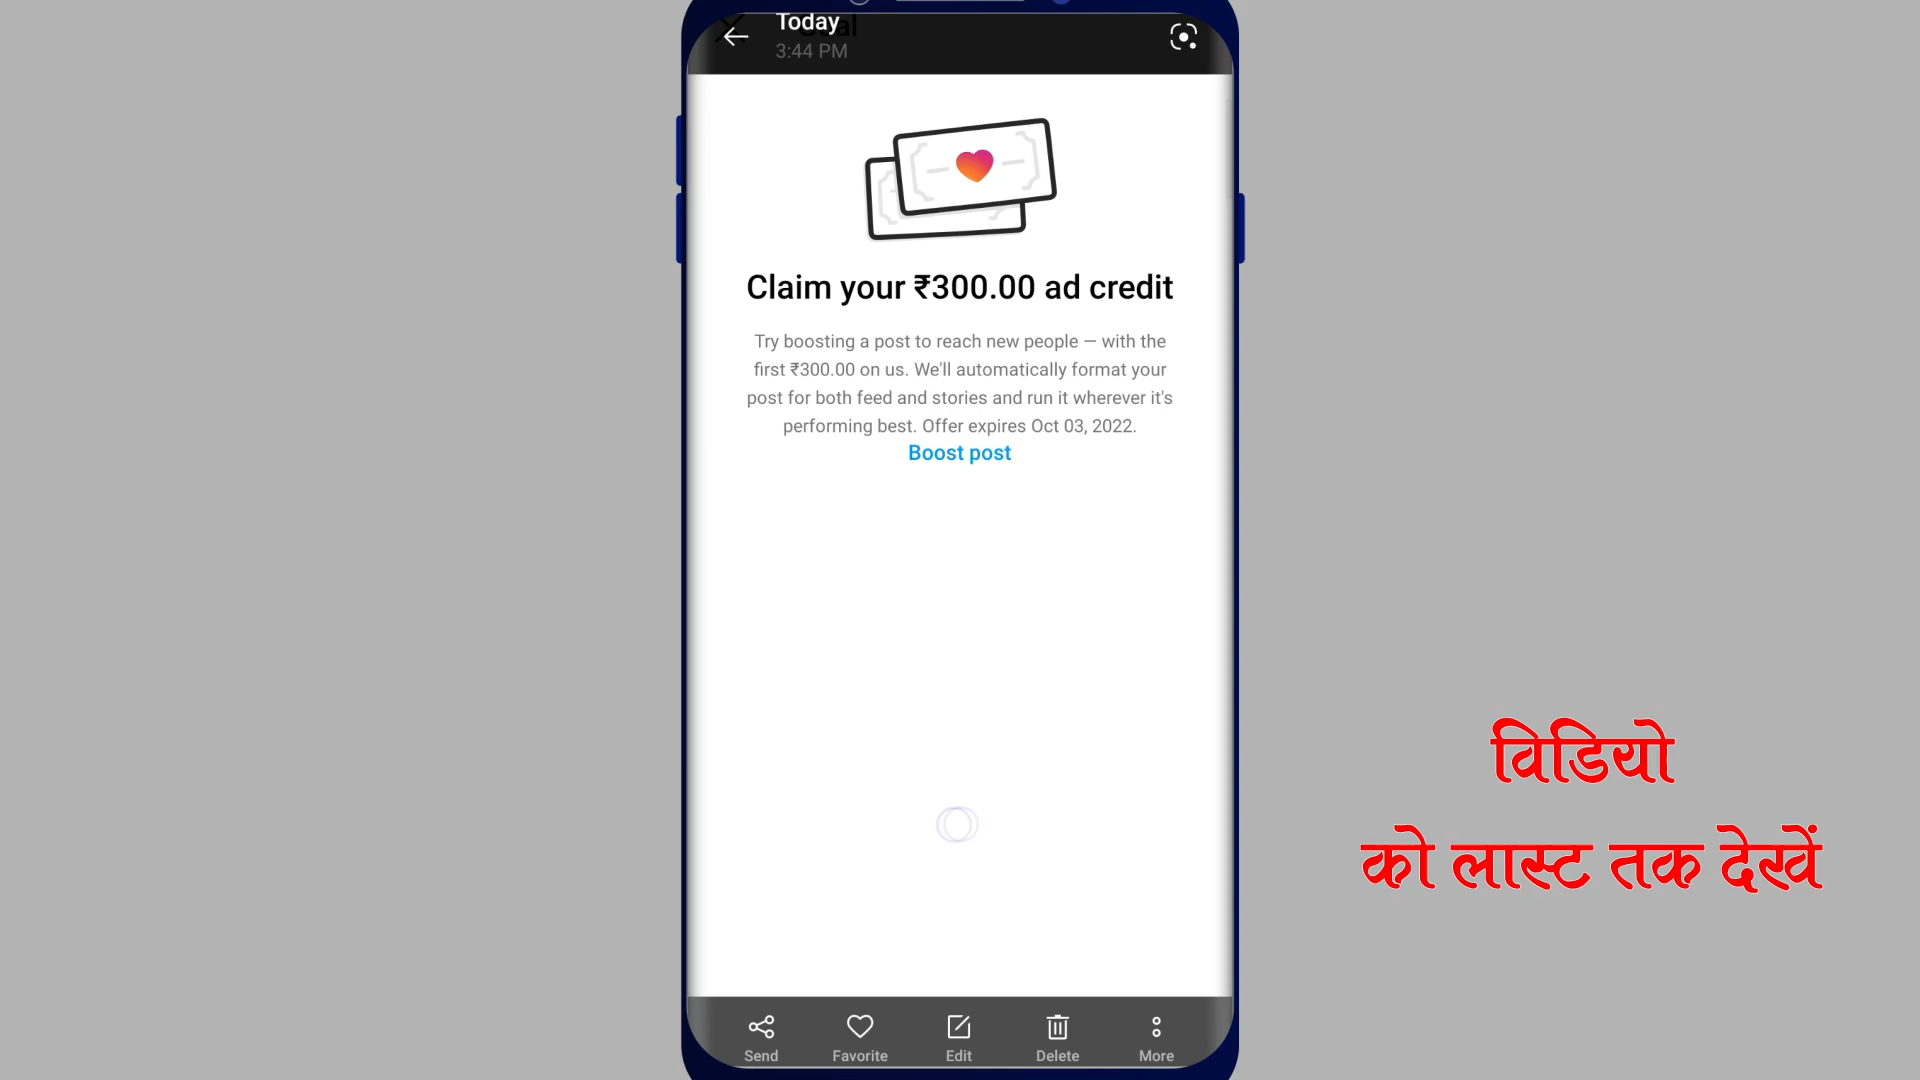 Today
3:44 PM
Claim your ₹300.00 ad credit
Try boosting a post to reach new people — with the
first ₹300.00 on us. We'll automatically format your
post for both feed and stories and run it wherever it's
performing best. Offer expires Oct 03, 2022.
Boost post
विडियो
को लास्ट तक देखें
Send
Favorite
Edit
Delete
More